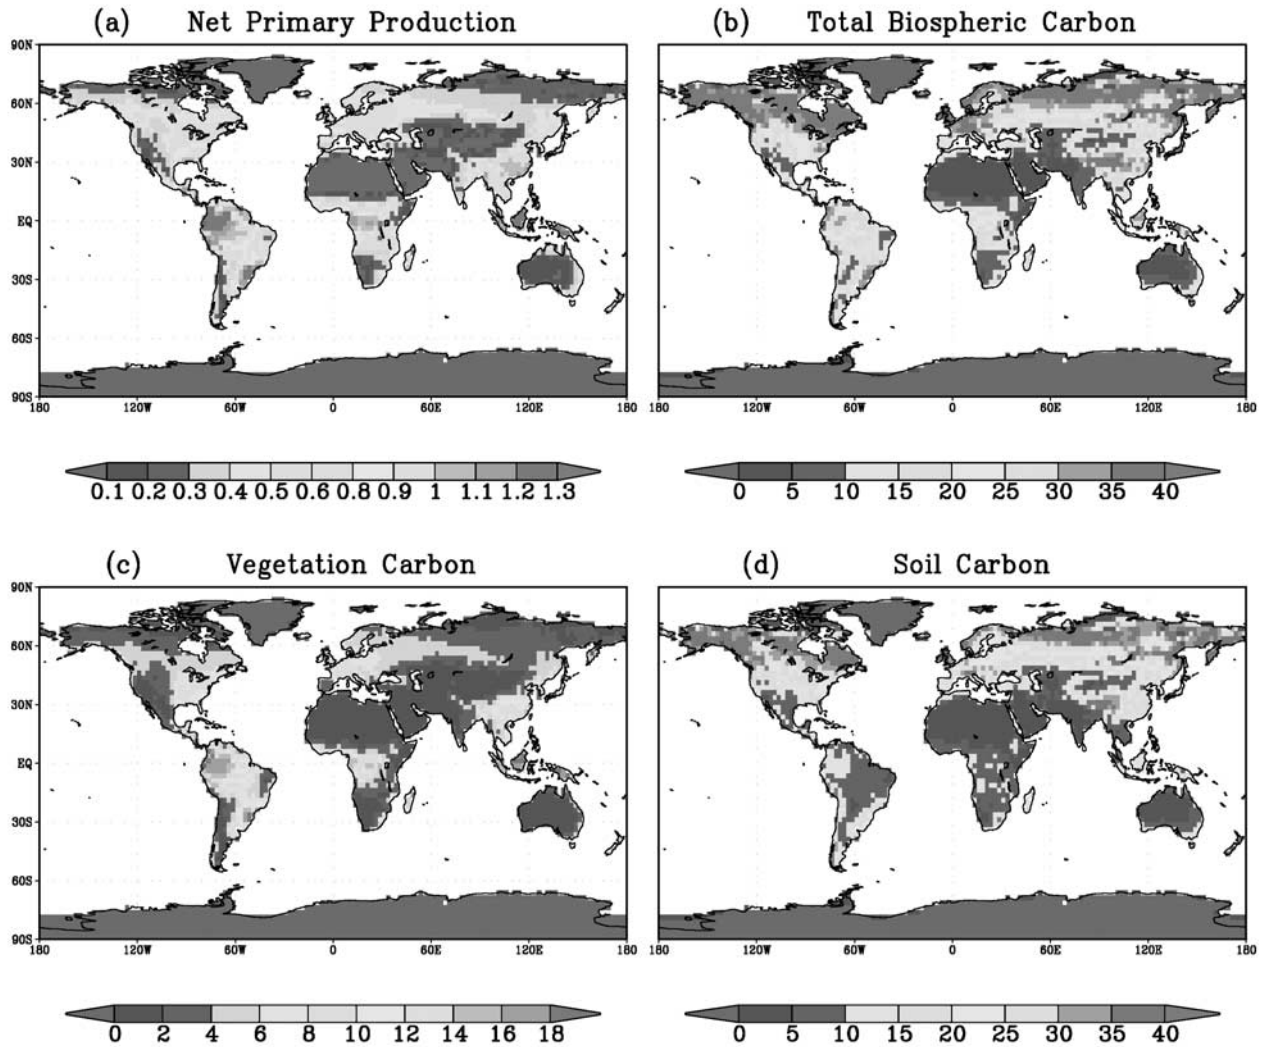 (a) Net Primary Production
(b) Total Biospheric Carbon
90N
60N
30N
EQ
30S
60S
90S
180 120W 60W 0 60E 120E 180
180 120W 60W 0 60E 120E 180
0.1 0.2 0.3 0.4 0.5 0.6 0.8 0.9 1 1.1 1.2 1.3
0 5 10 15 20 25 30 35 40
(c) Vegetation Carbon
(d) Soil Carbon
90N
60N
30N
EQ
30S
60S
90S
180 120W 60W 0 60E 120E 180
180 120W 60W 0 60E 120E 180
0 2 4 6 8 10 12 14 16 18
0 5 10 15 20 25 30 35 40